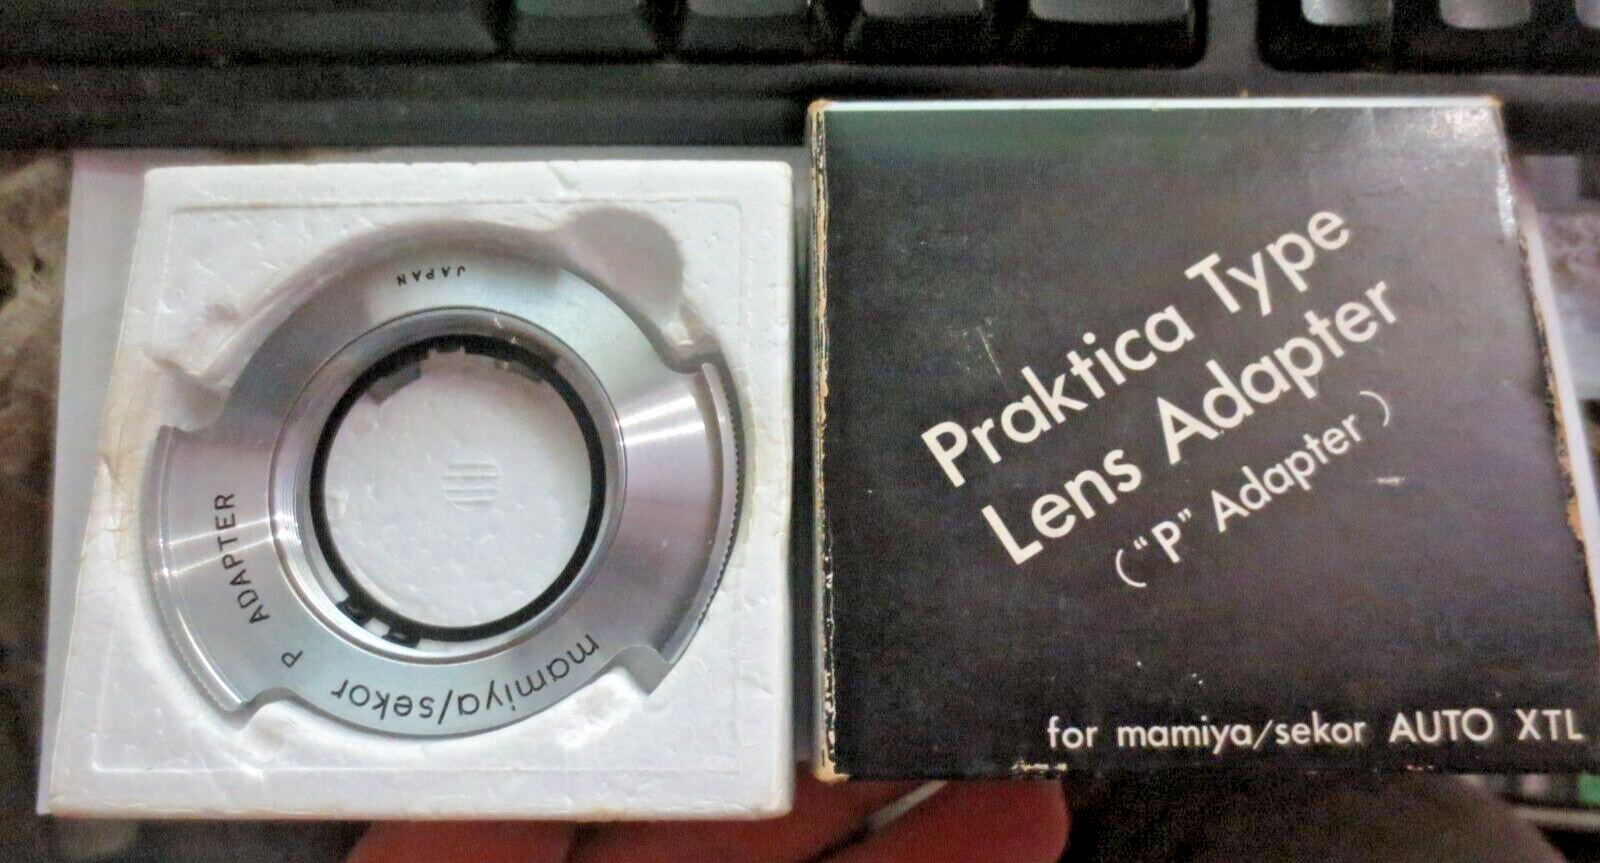 JAPAN
P ADAPTER
mamiya/sekor
Praktica Type
Lens Adapter
("P" Adapter)
for mamiya/sekor AUTO XTL